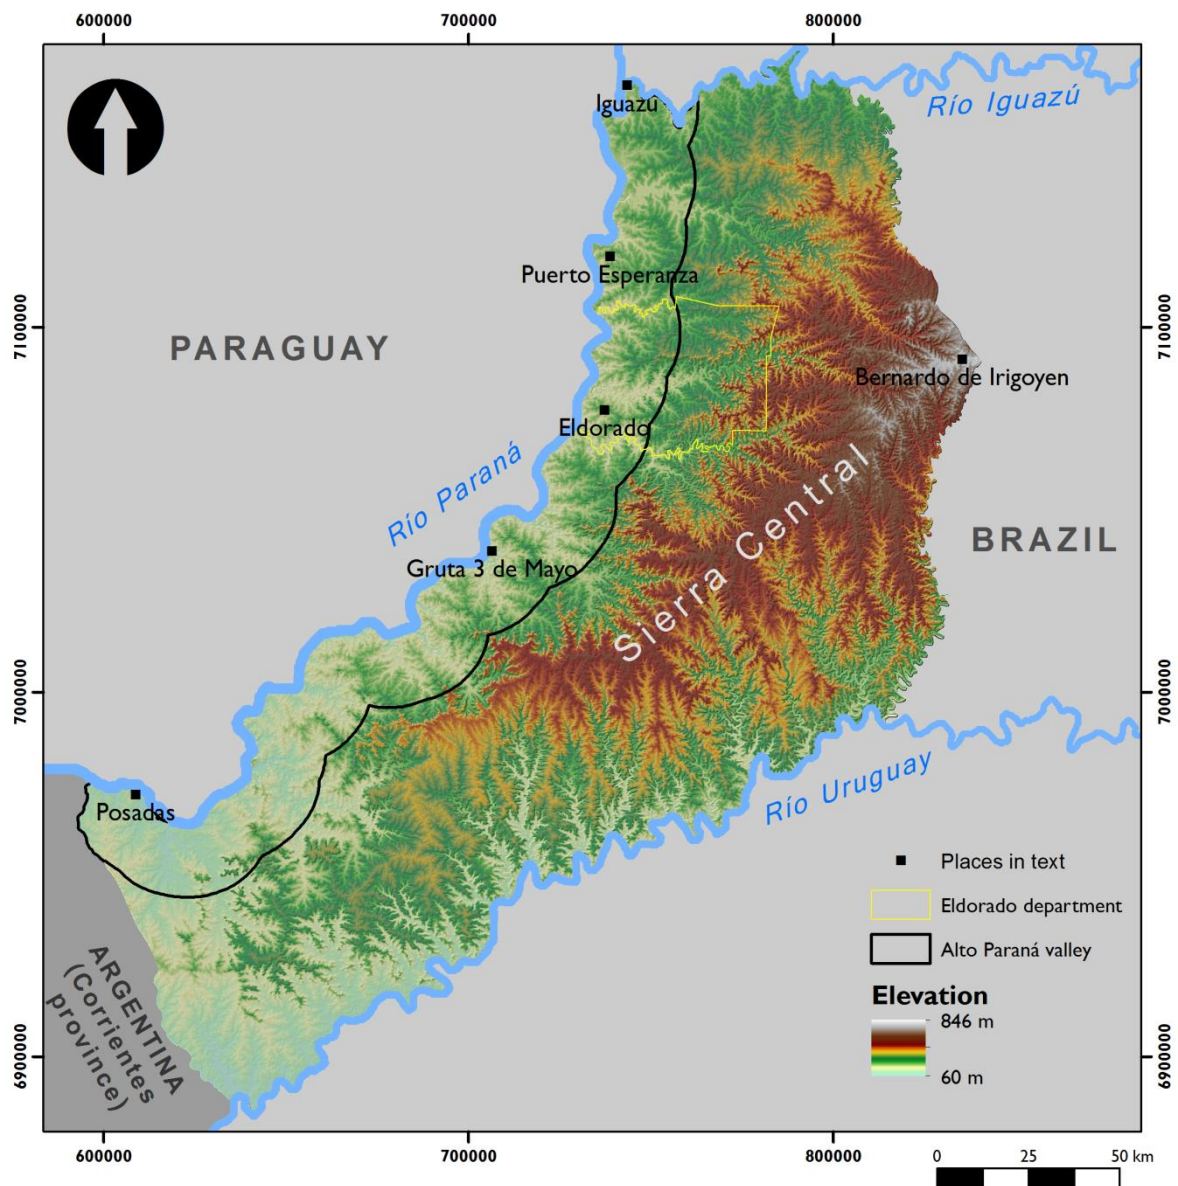 600000
700000
800000
Iguazú
Río Iguazú
Puerto Esperanza
7100000
7100000
PARAGUAY
Bernardo de Irigoyen
Eldorado
Río Paraná
Sierra Central
BRAZIL
Gruta 3 de Mayo
7000000
7000000
Posadas
Río Uruguay
Places in text
Eldorado department
Alto Paraná valley
ARGENTINA
(Corrientes
province)
Elevation
846 m
60 m
6900000
6900000
600000
700000
800000
0 25 50 km